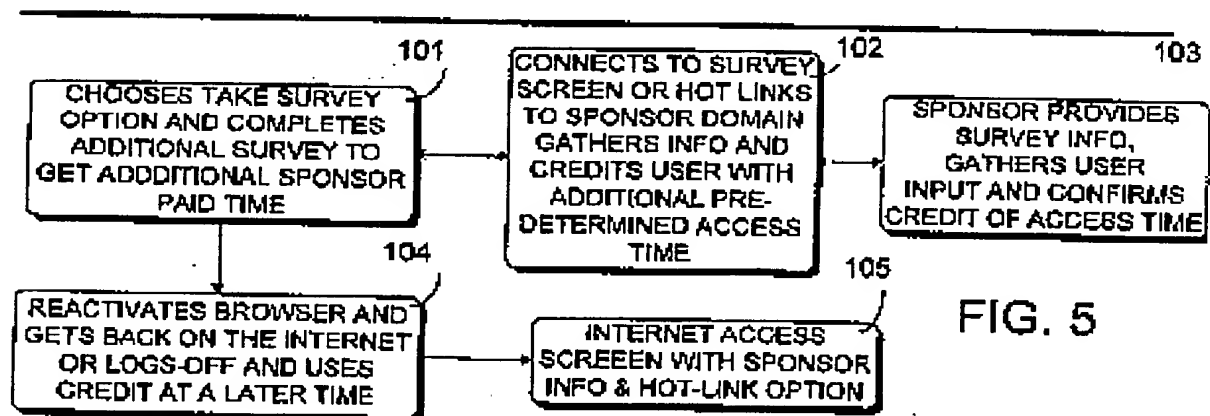 101
CHOOSES TAKE SURVEY
OPTION AND COMPLETES
ADDITIONAL SURVEY TO
GET ADDDITIONAL SPONSOR
PAID TIME
102
CONNECTS TO SURVEY
SCREEN OR HOT LINKS
TO SPONSOR DOMAIN
GATHERS INFO AND
CREDITS USER WITH
ADDITIONAL PRE-
DETERMINED ACCESS
TIME
103
SPONSOR PROVIDES
SURVEY INFO,
GATHERS USER
INPUT AND CONFIRMS
CREDIT OF ACCESS TIME
104
REACTIVATES BROWSER AND
GETS BACK ON THE INTERNET
OR LOGS-OFF AND USES
CREDIT AT A LATER TIME
105
INTERNET ACCESS
SCREEEN WITH SPONSOR
INFO & HOT-LINK OPTION
FIG. 5